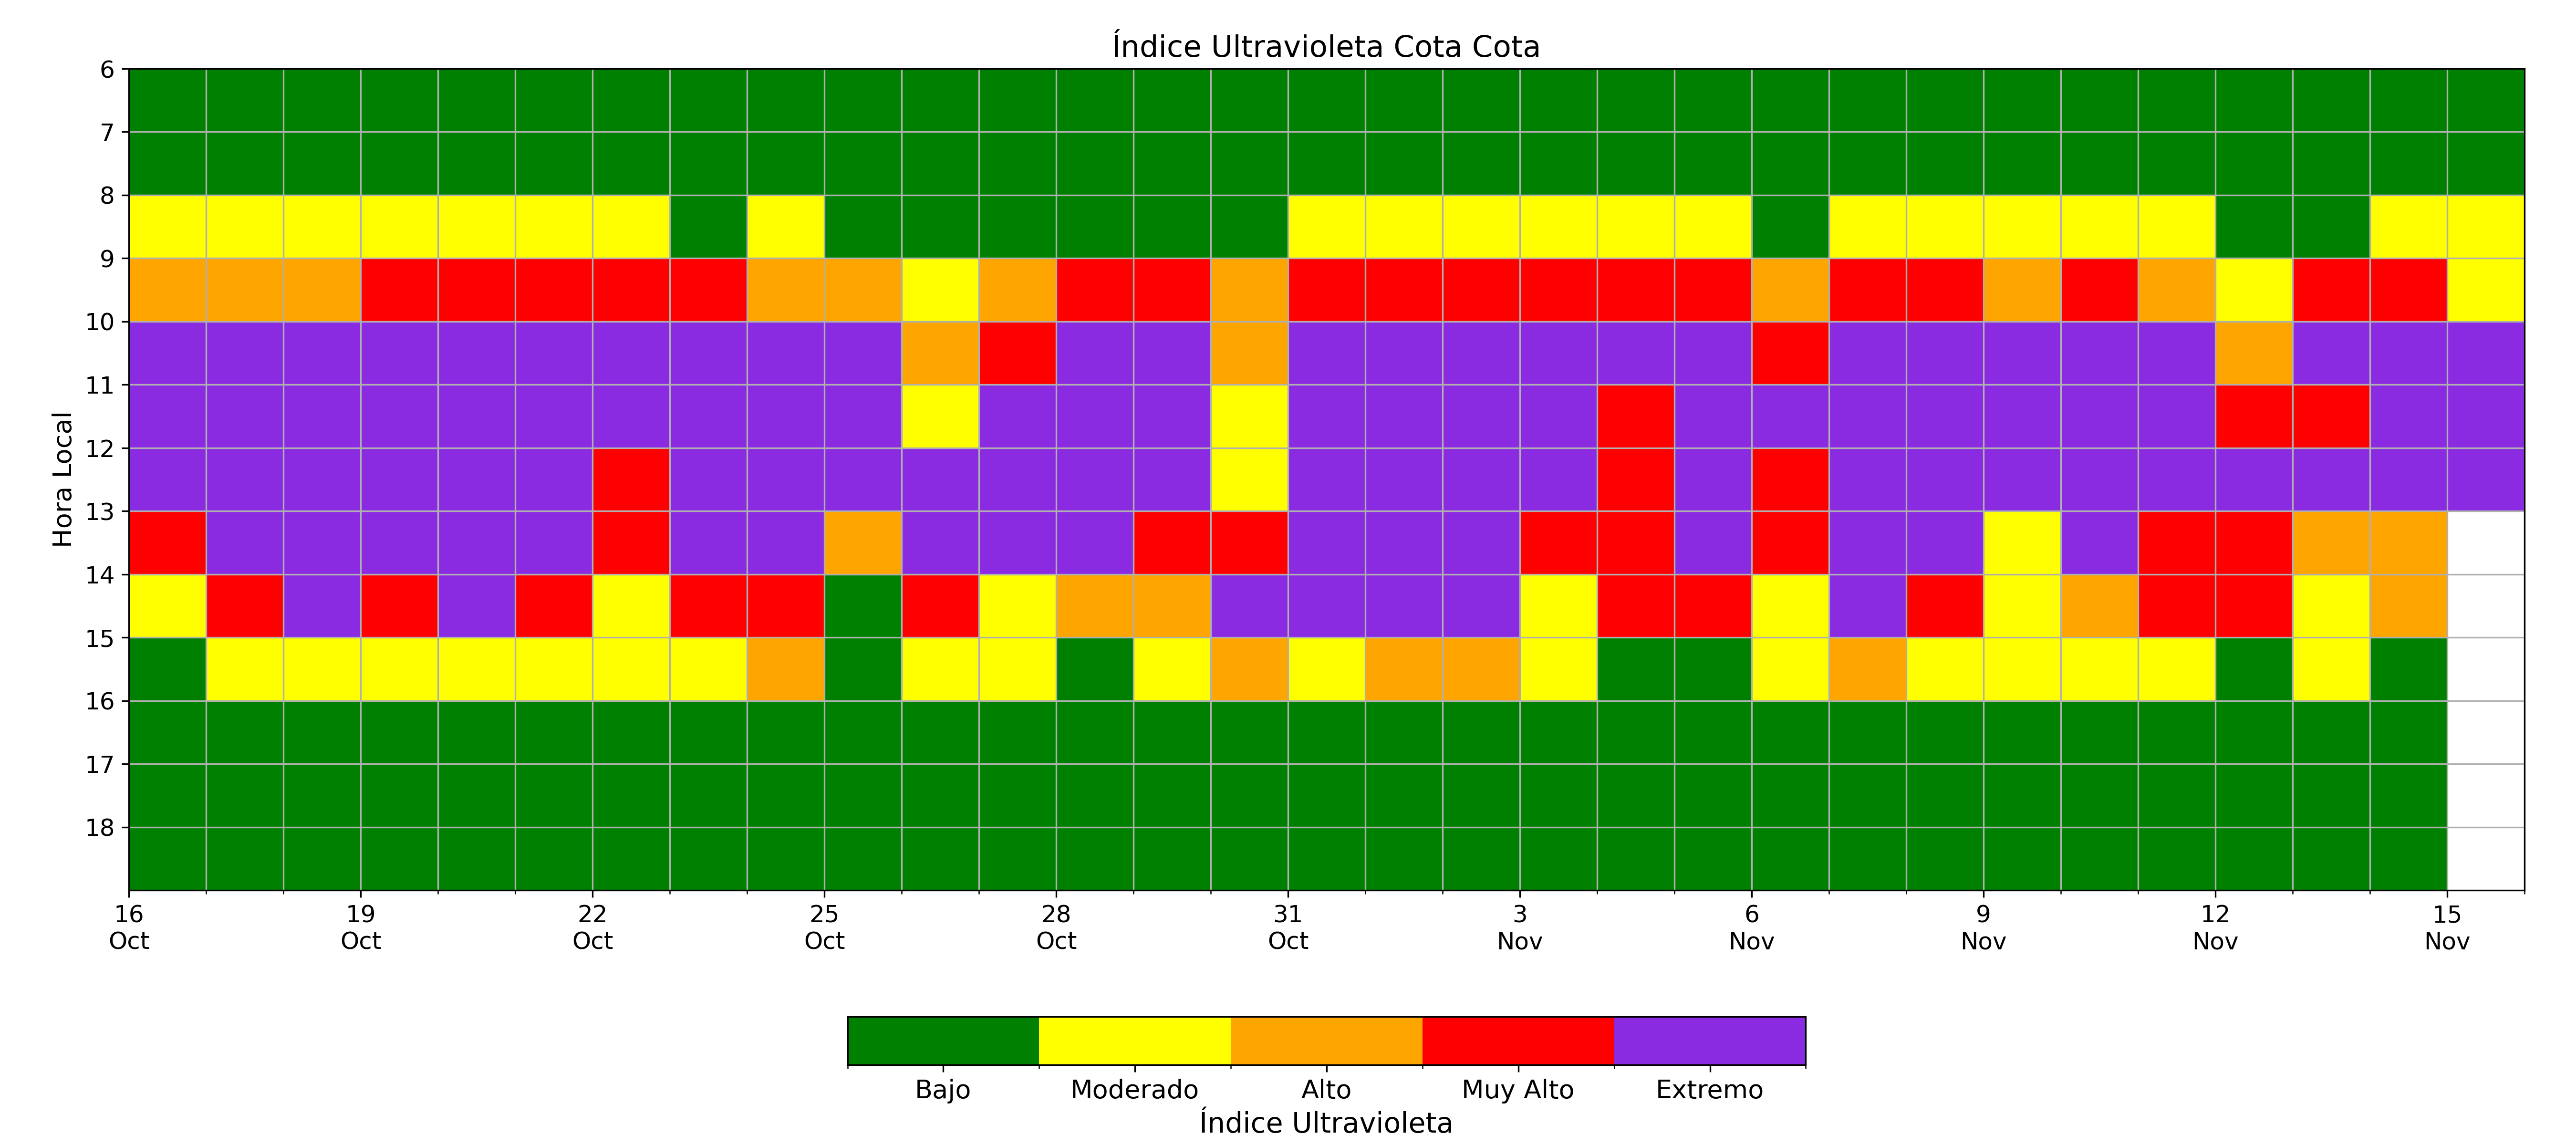 Índice Ultravioleta Cota Cota
Hora Local
6
7
8
9
10
11
12
13
14
15
16
17
18
16 19 22 25 28 31 3 6 9 12 15
Oct Oct Oct Oct Oct Oct Nov Nov Nov Nov Nov
Bajo Moderado Alto Muy Alto Extremo
Índice Ultravioleta